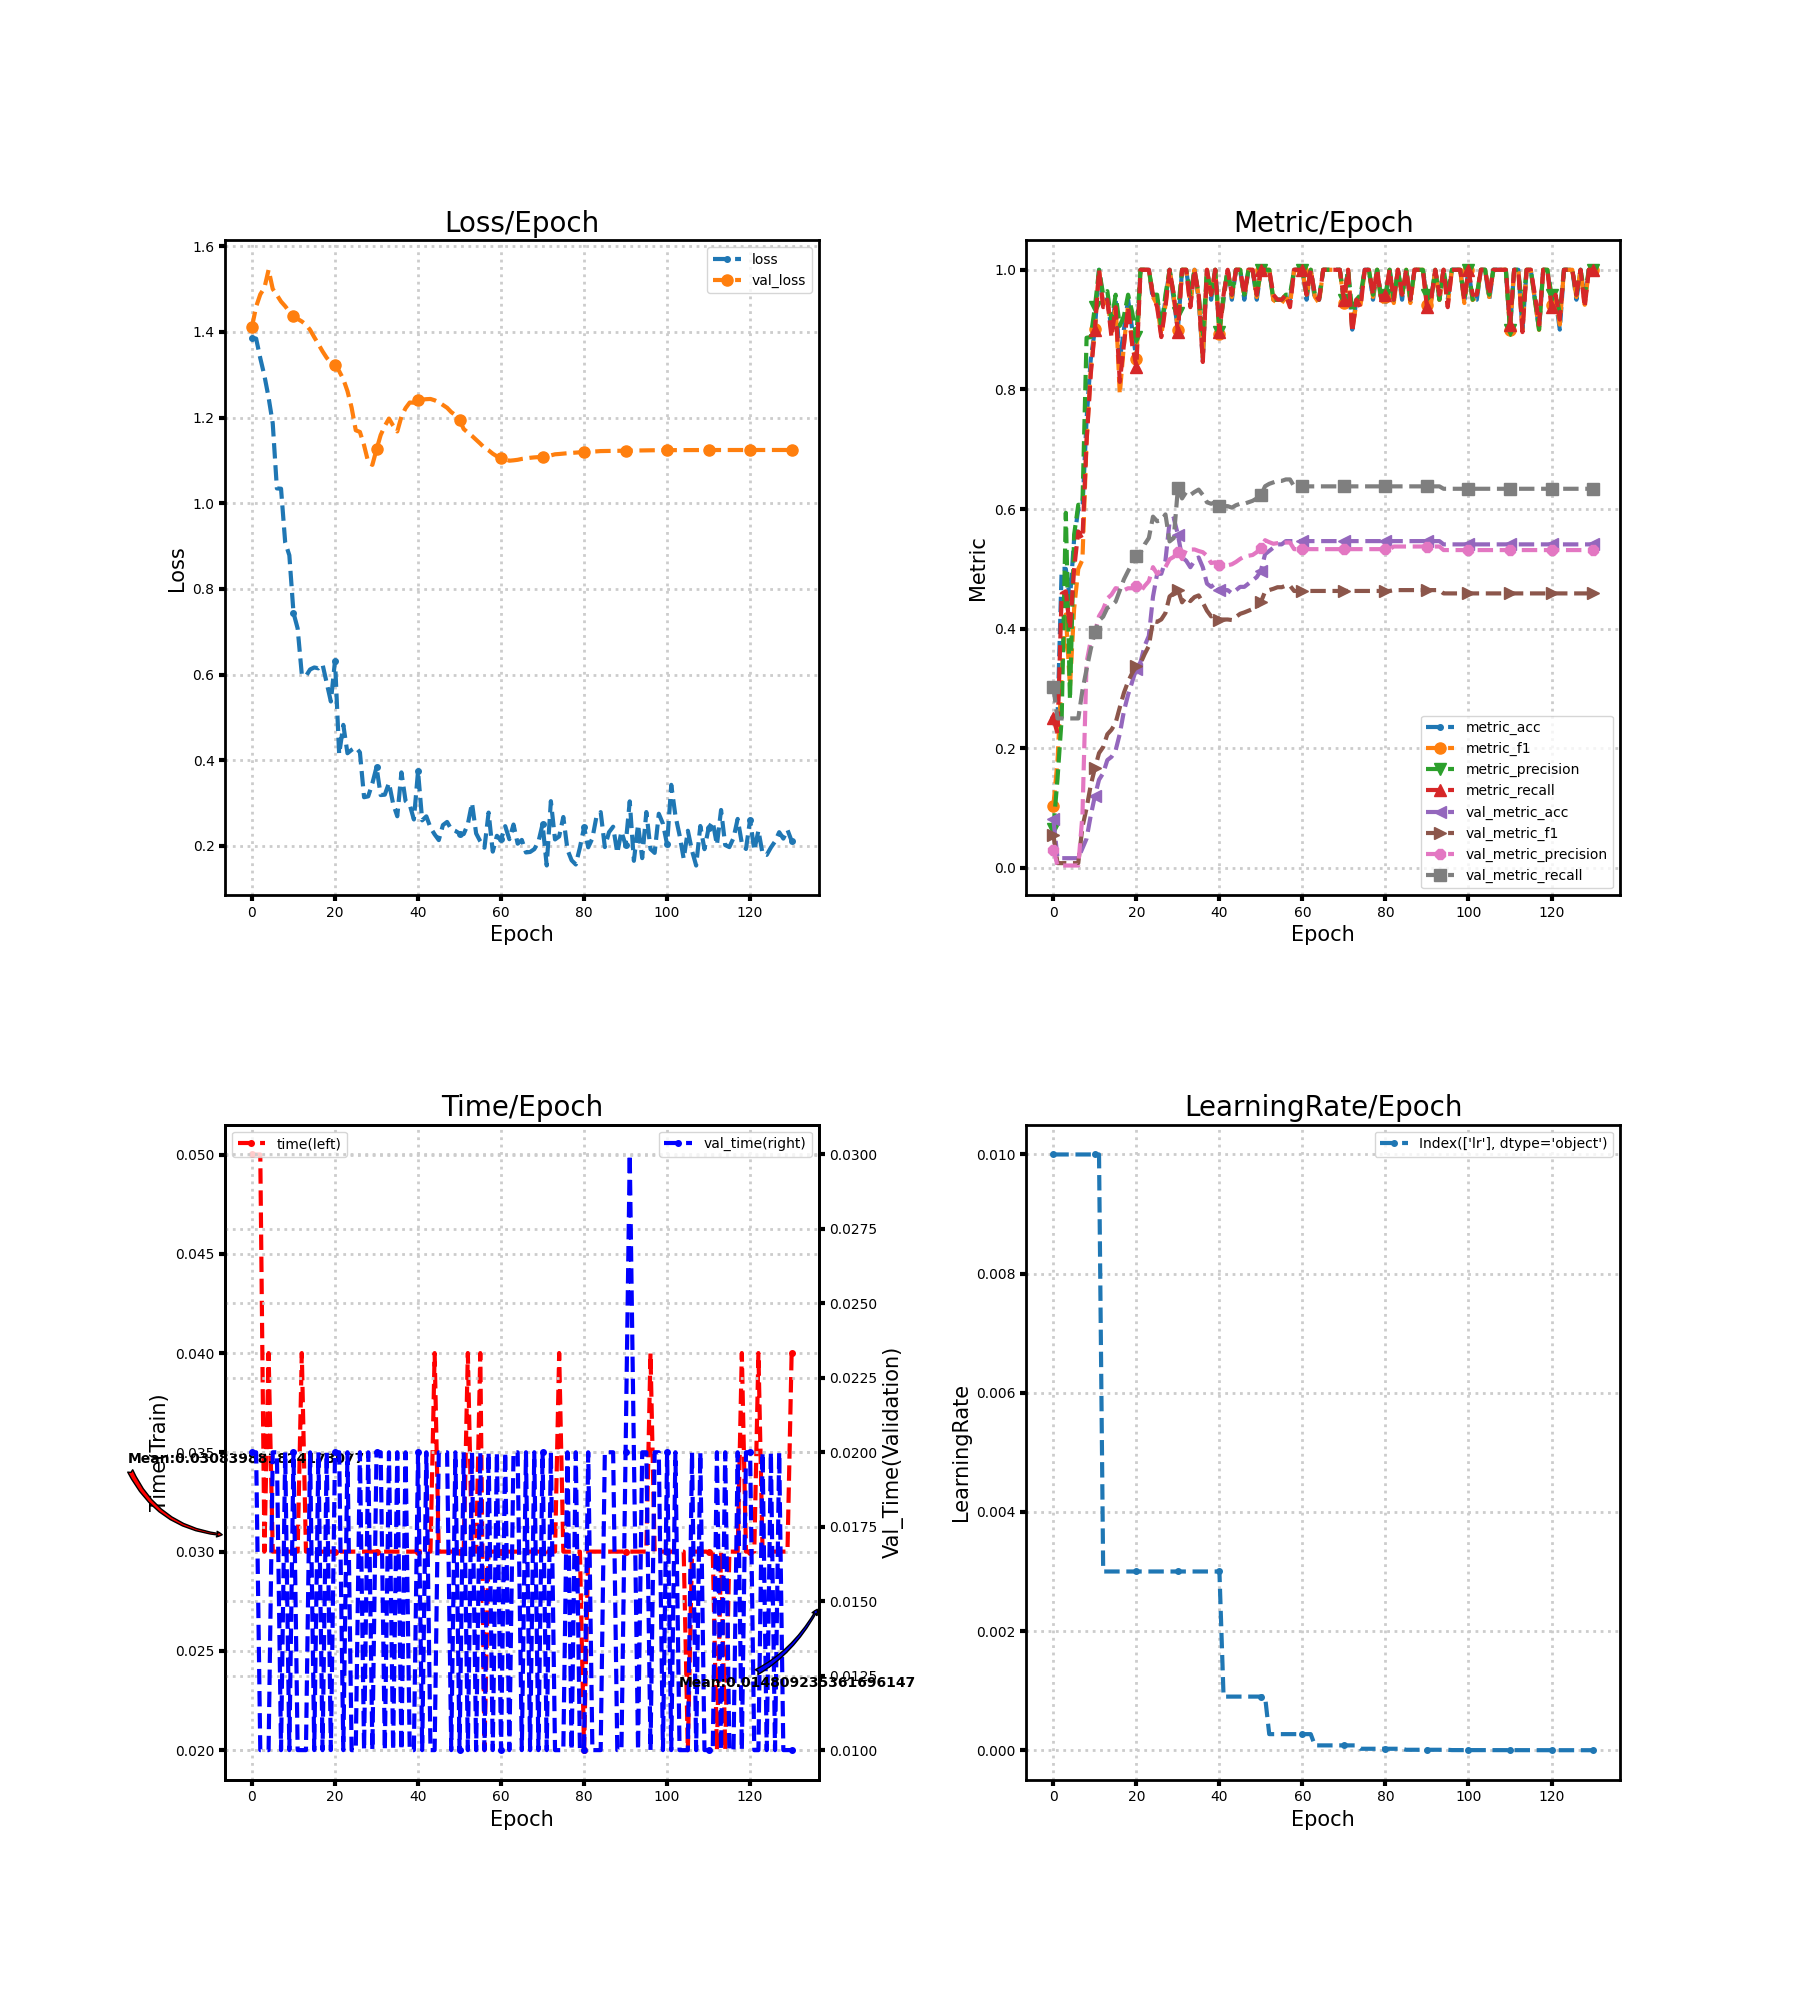 Loss/Epoch
1.6
1.4
1.2
1.0
0.8
0.6
0.4
0.2
Loss
loss
val_loss
0 20 40 60 80 100 120
Epoch
Metric/Epoch
1.0
0.8
0.6
0.4
0.2
0.0
Metric
metric_acc
metric_f1
metric_precision
metric_recall
val_metric_acc
val_metric_f1
val_metric_precision
val_metric_recall
0 20 40 60 80 100 120
Epoch
Time/Epoch
time(left)
val_time(right)
0.050
0.045
0.040
0.035
0.030
0.025
0.020
Time(Train)
0.0300
0.0275
0.0250
0.0225
0.0200
0.0175
0.0150
0.0125
0.0100
Val_Time(Validation)
Mean:0.014809235361696147
0 20 40 60 80 100 120
Epoch
LearningRate/Epoch
Index(['lr'], dtype='object')
0.010
0.008
0.006
0.004
0.002
0.000
LearningRate
0 20 40 60 80 100 120
Epoch